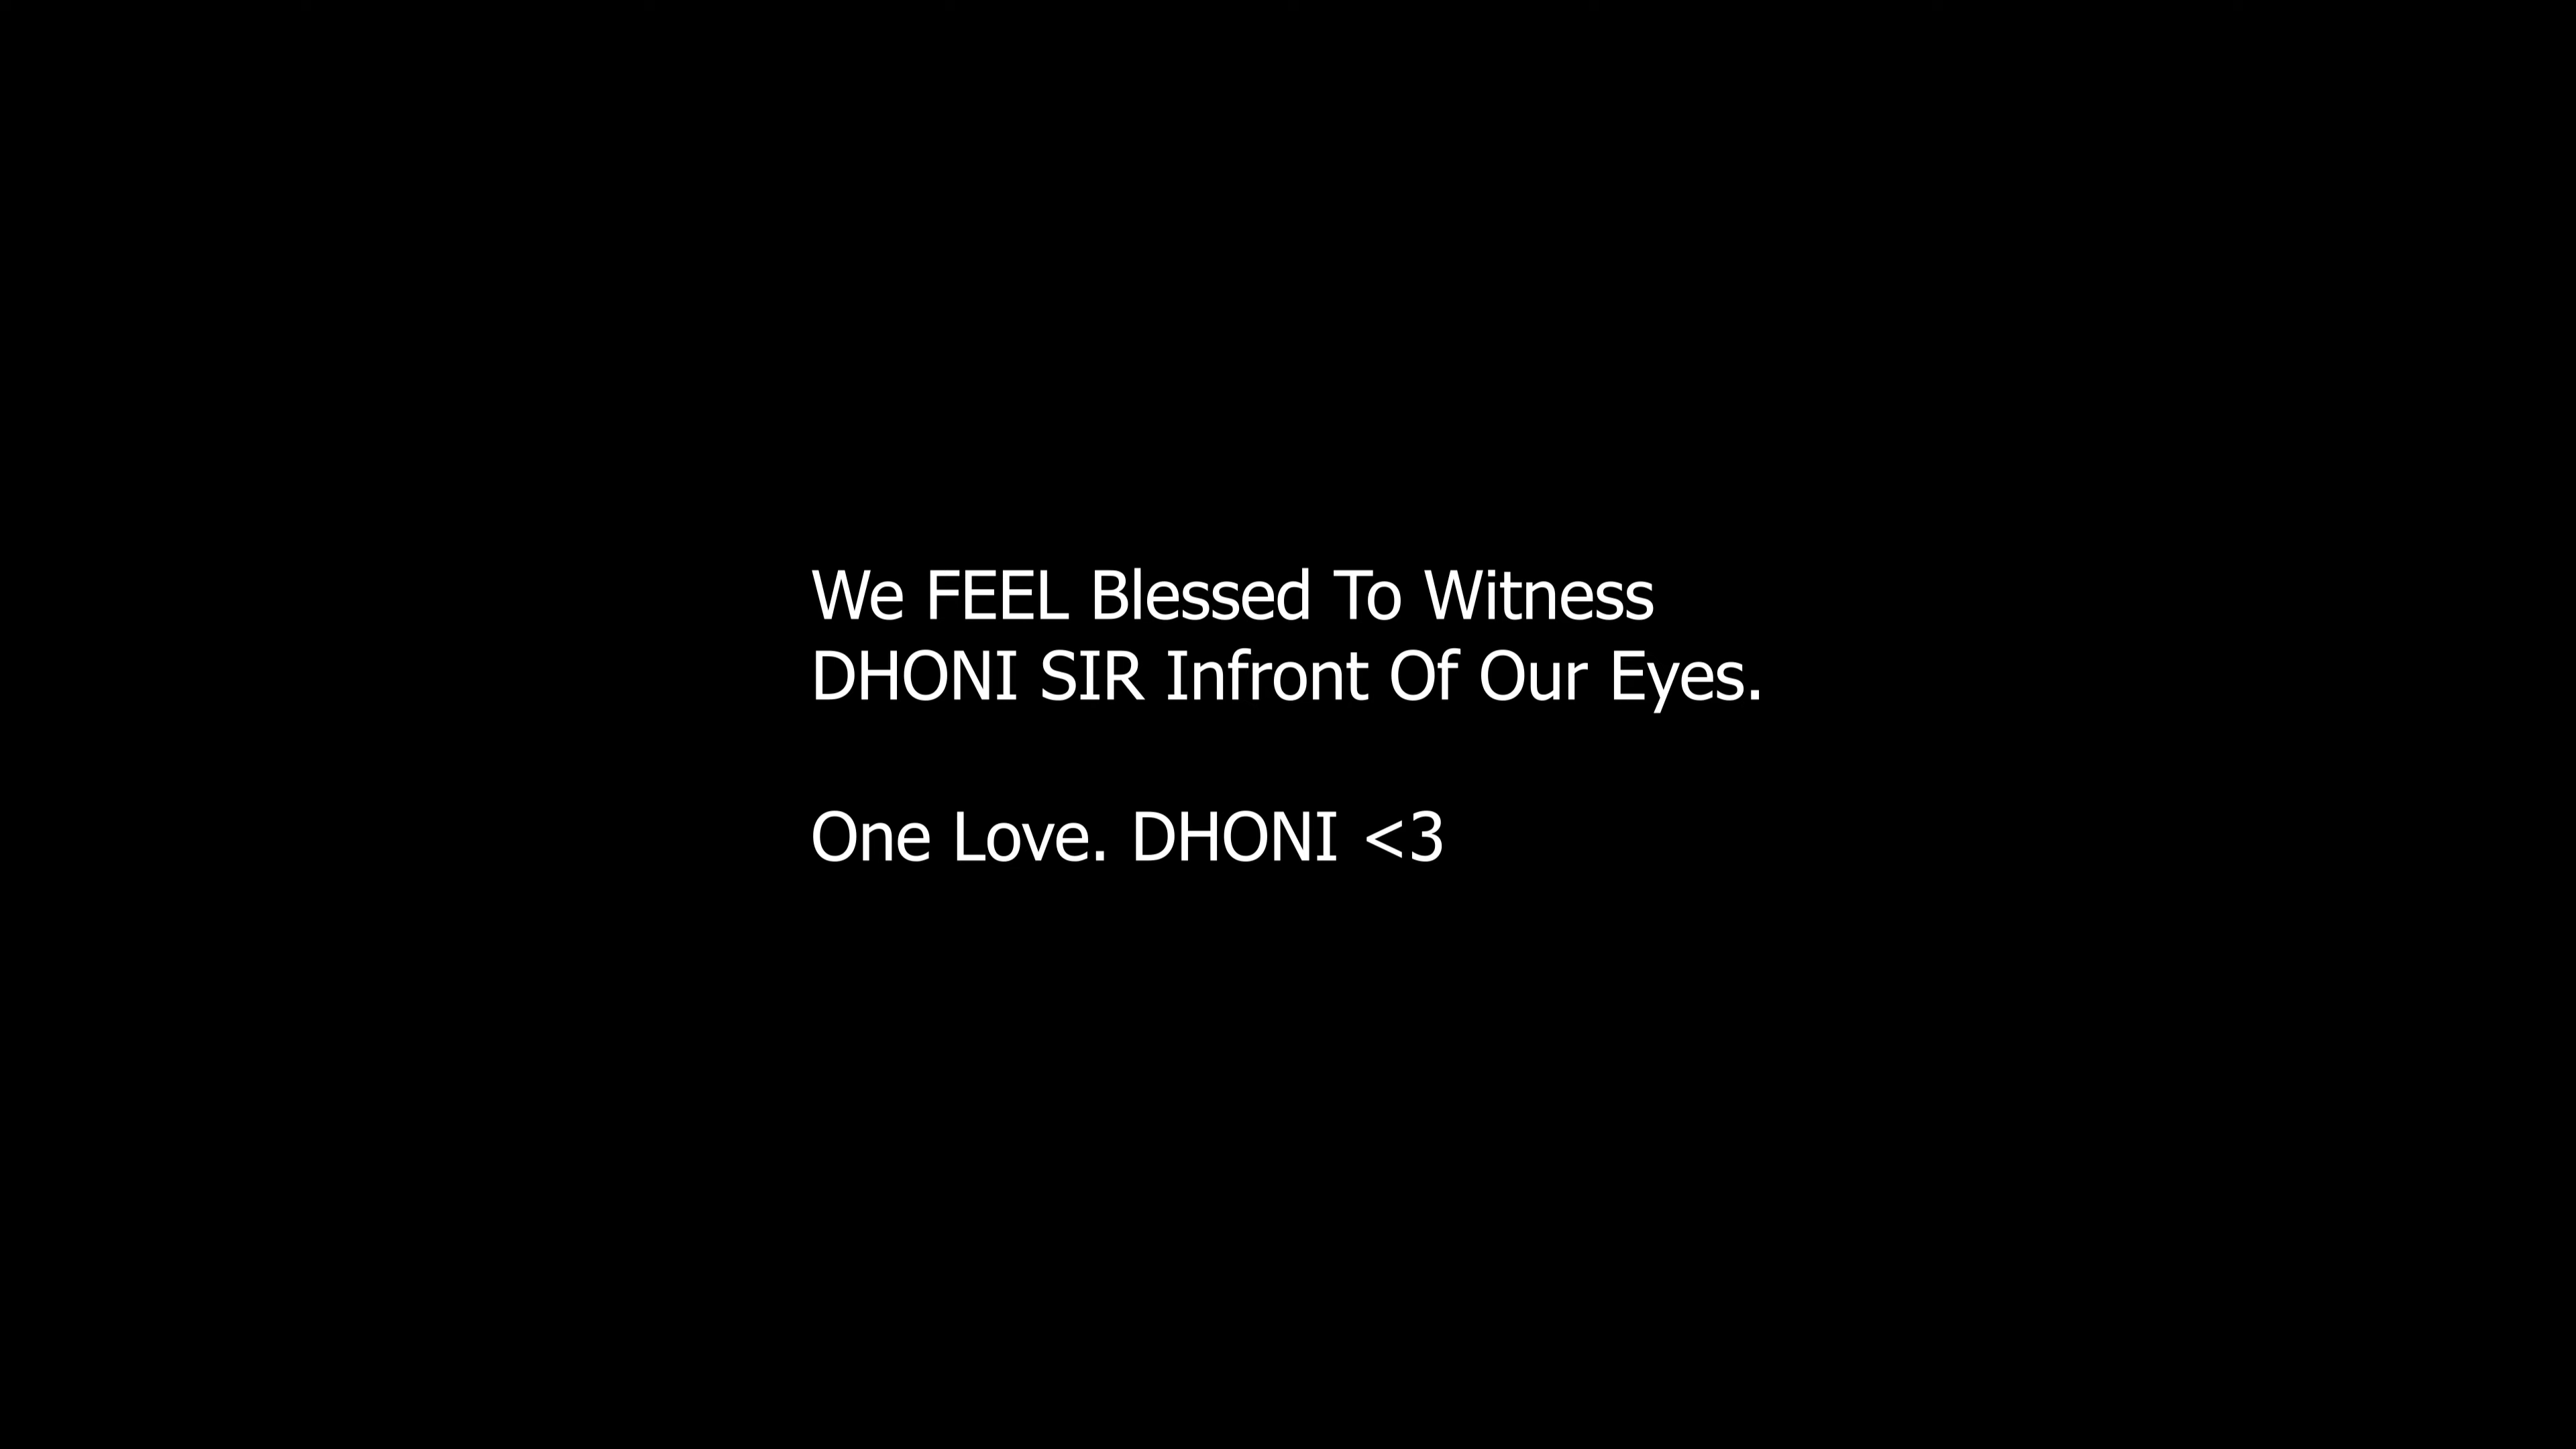 We FEEL Blessed To Witness
DHONI SIR Infront Of Our Eyes.
One Love. DHONI <3